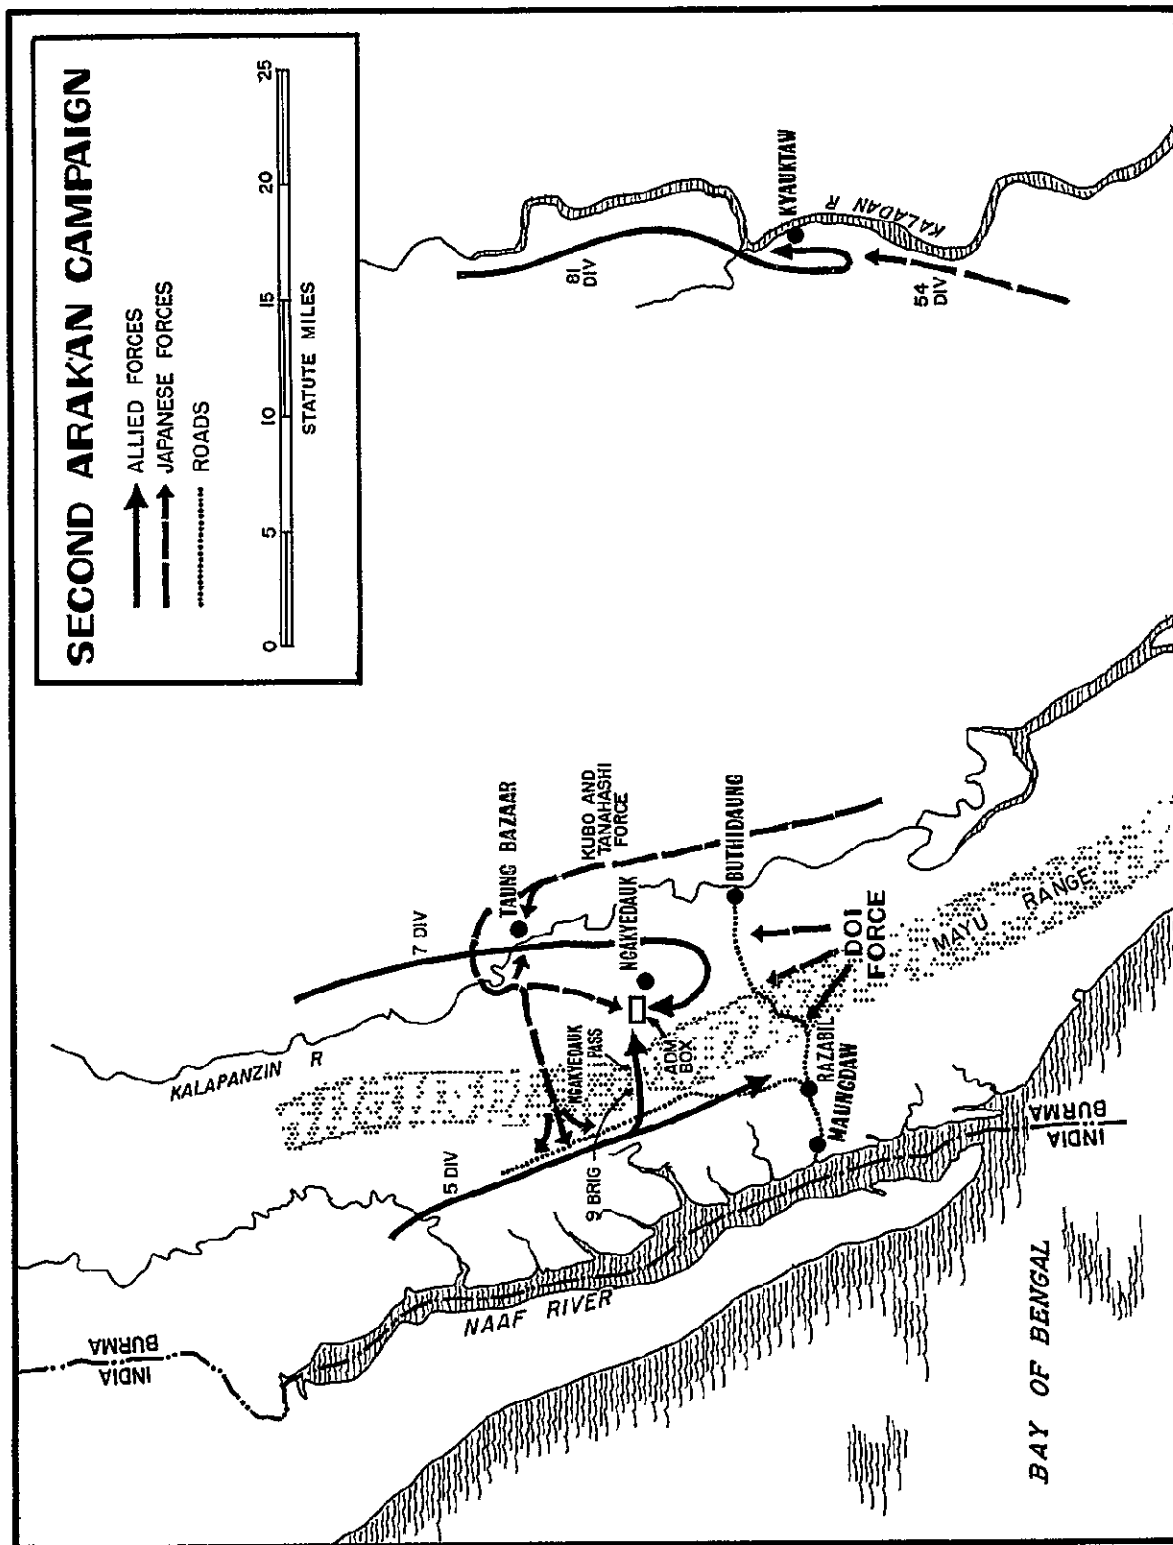 SECOND ARAKAN CAMPAIGN
ALLIED FORCES
JAPANESE FORCES
ROADS
0 5 10 15 20 25
STATUTE MILES
INDIA
BURMA
NAAF RIVER
KALAPANZIN R
5 DIV
7 DIV
9 BRIG
NGAKYEDAUK
PASS
ADM
BOX
NGAKYEDAUK
TAUNG BAZAAR
KUBO AND
TANAHASHI
FORCE
BUTHIDAUNG
DOI
FORCE
RAZABIL
MAUNGDAW
MAYU RANGE
INDIA
BURMA
BAY OF BENGAL
81
DIV
KYAUKTAW
KALADAN R
54
DIV